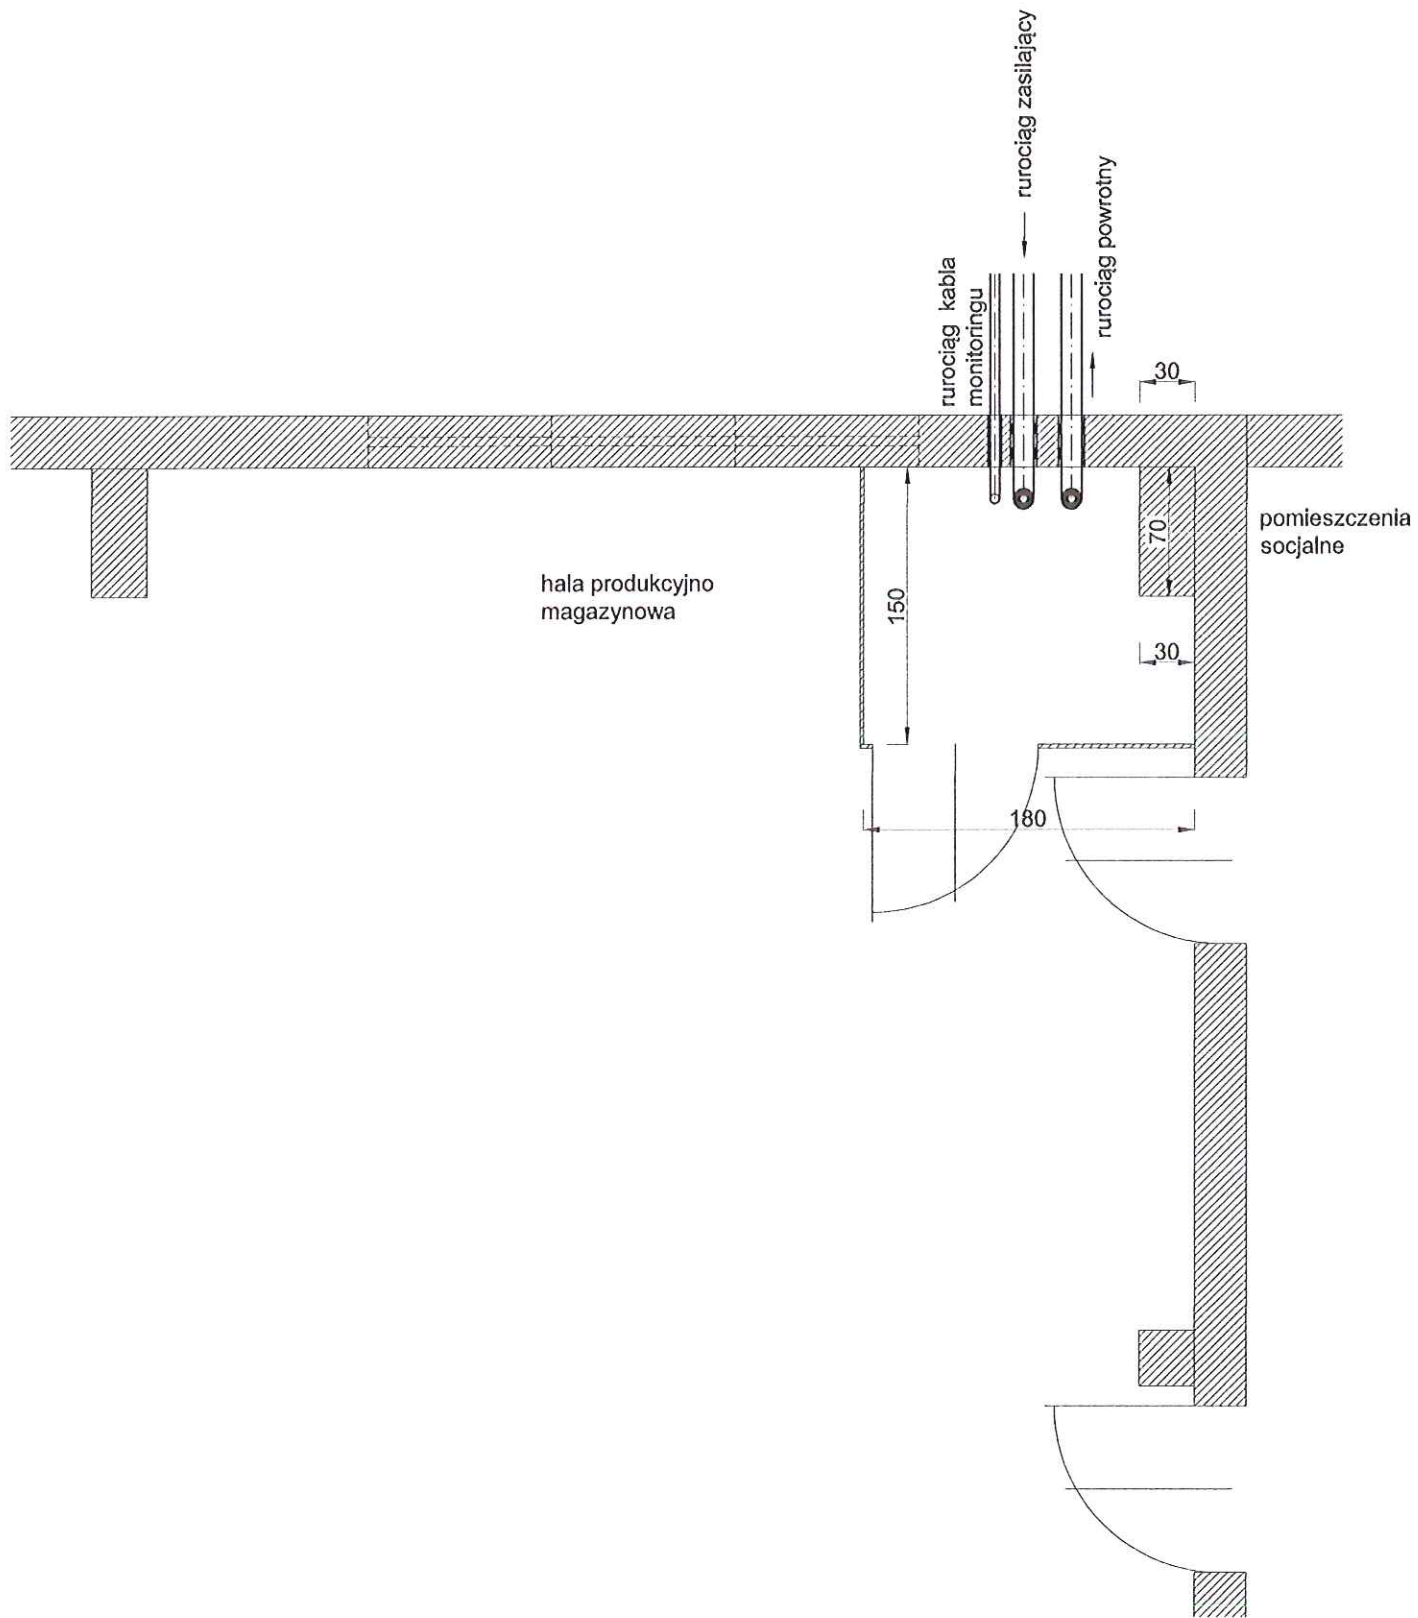 rurociąg zasilający
rurociąg powrotny
rurociąg kabla
monitoringu
30
70
pomieszczenia
socjalne
hala produkcyjno
magazynowa
150
30
180